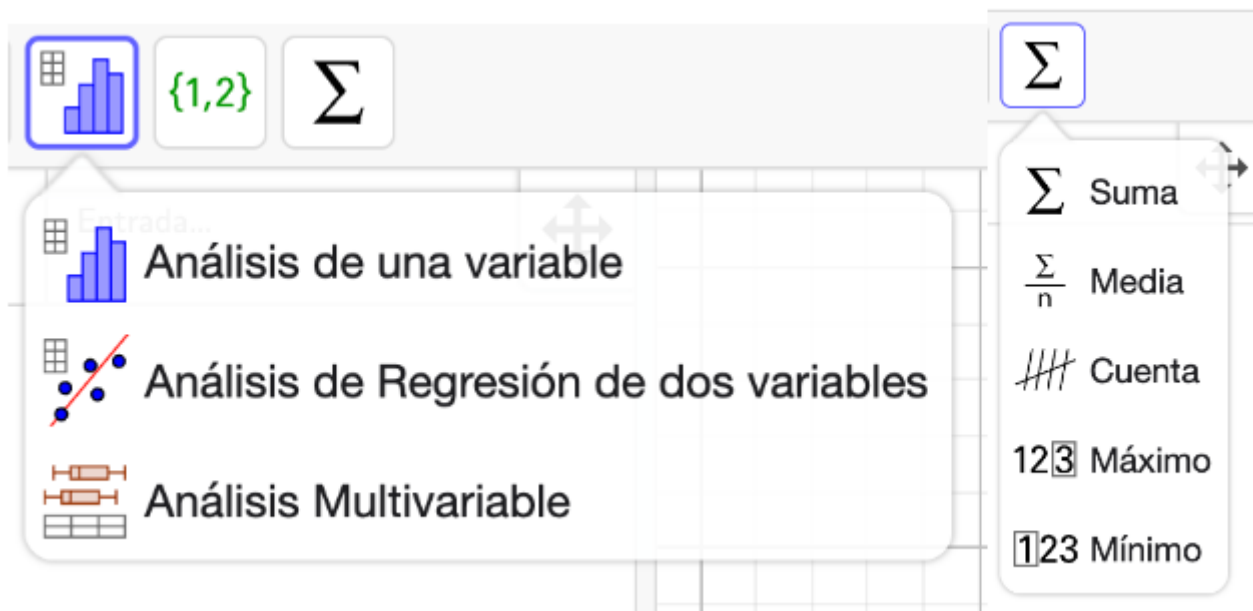 {1,2}
Σ
Entrada...
Análisis de una variable
Análisis de Regresión de dos variables
Análisis Multivariable
Σ
Σ Suma
Σ
n
Media
Cuenta
123 Máximo
123 Mínimo